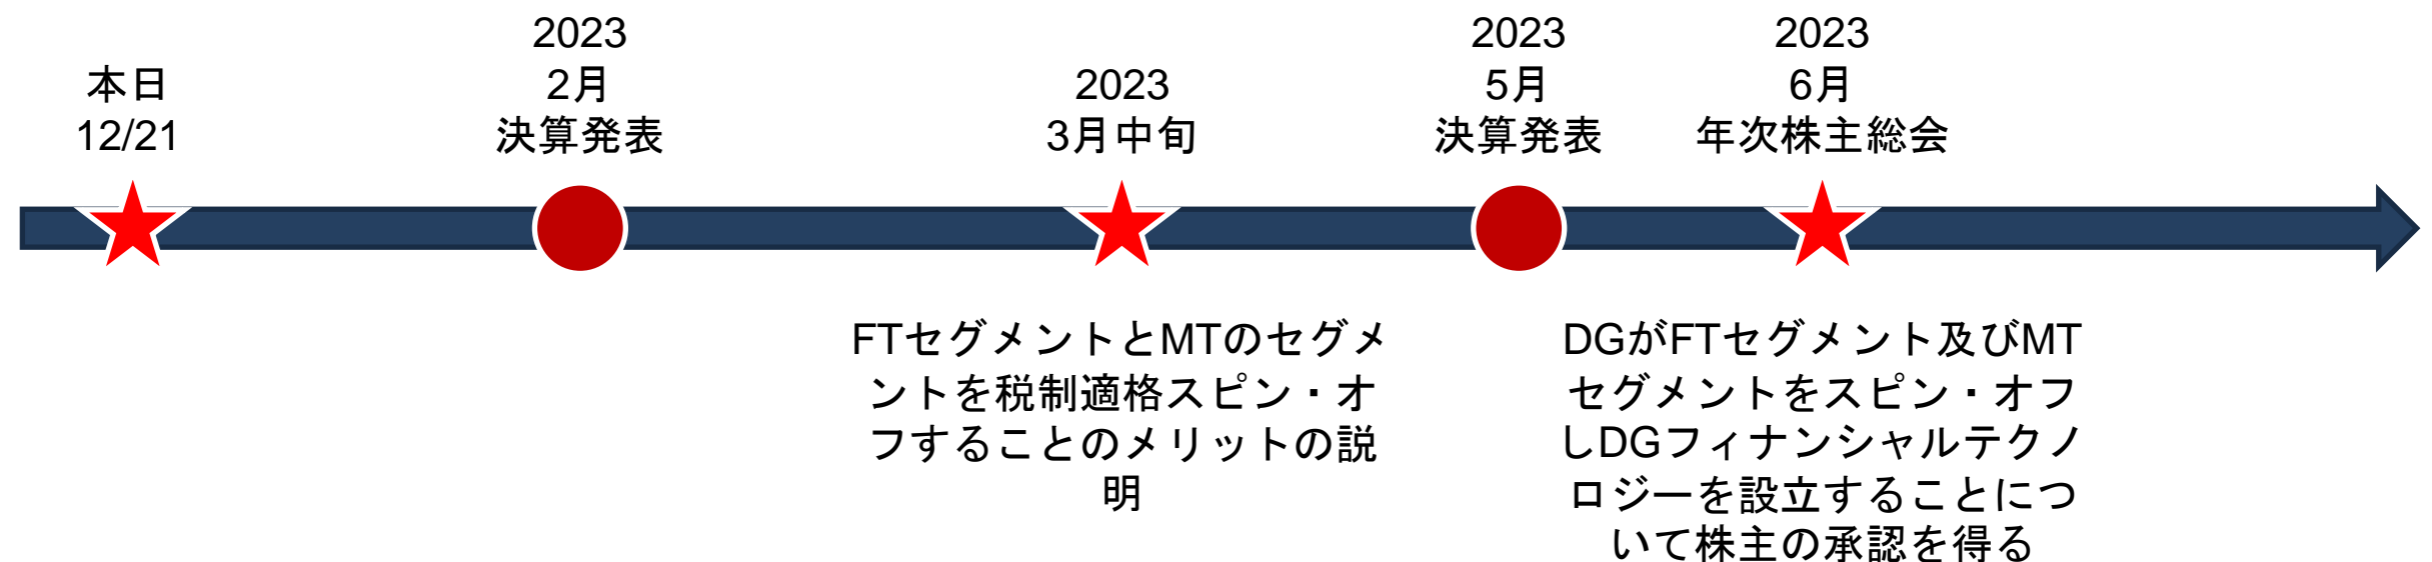 本日
12/21
2023
2月
決算発表
2023
3月中旬
2023
5月
決算発表
2023
6月
年次株主総会
FTセグメントとMTのセグメ
ントを税制適格スピン・オ
フすることのメリットの説
明
DGがFTセグメント及びMT
セグメントをスピン・オフ
しDGフィナンシャルテクノ
ロジーを設立することにつ
いて株主の承認を得る